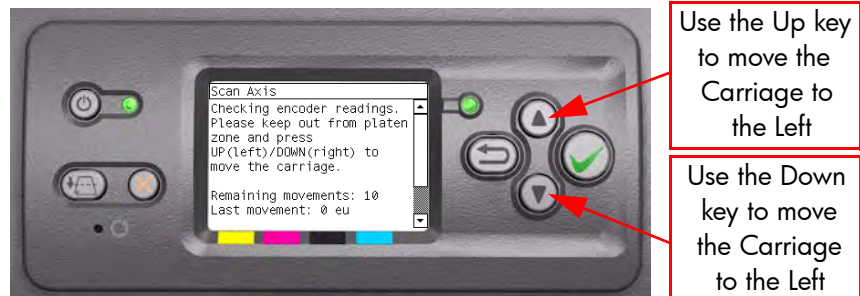 Scan Axis
Checking encoder readings.
Please keep out from platen
zone and press
UP(left)/DOWN(right) to
move the carriage.
Remaining movements: 10
Last movement: 0 eu
Use the Up key
to move the
Carriage to
the Left
Use the Down
key to move
the Carriage
to the Left